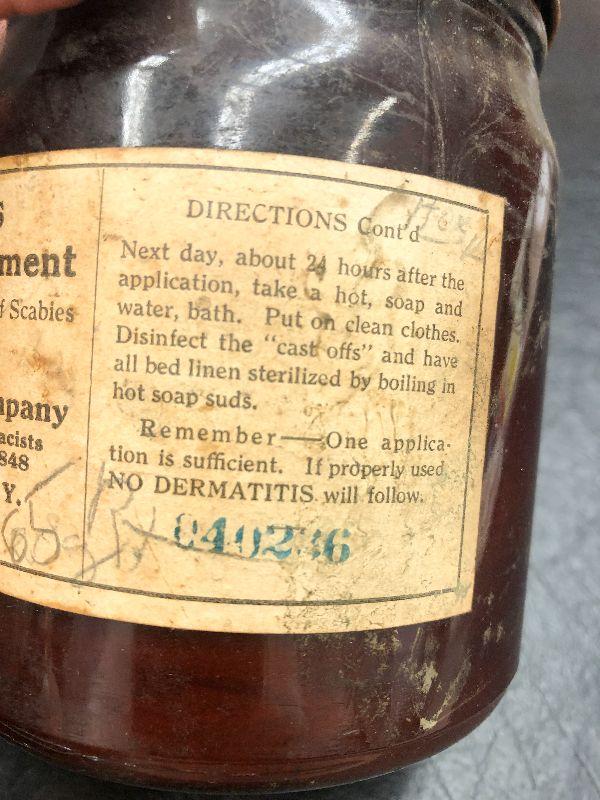 S
ment
f Scabies
mpany
acists
848
Y.
DIRECTIONS Cont'd
Next day, about 24 hours after the
application, take a hot, soap and
water, bath. Put on clean clothes.
Disinfect the "cast offs" and have
all bed linen sterilized by boiling in
hot soap suds.
Remember—One applica-
tion is sufficient. If properly used
NO DERMATITIS will follow.
040236